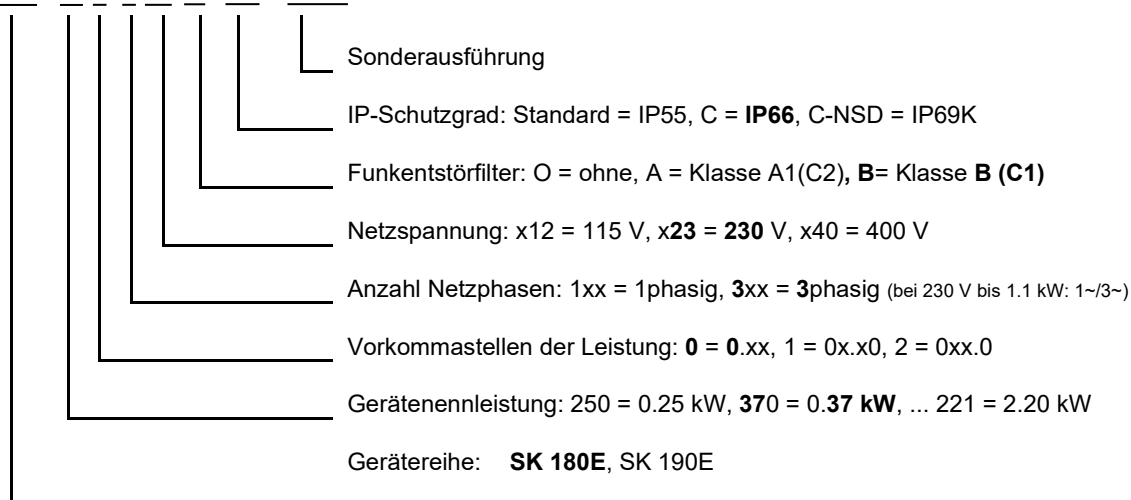 Sonderausführung
IP-Schutzgrad: Standard = IP55, C = IP66, C-NSD = IP69K
Funkentstörfilter: O = ohne, A = Klasse A1(C2), B= Klasse B (C1)
Netzspannung: x12 = 115 V, x23 = 230 V, x40 = 400 V
Anzahl Netzphasen: 1xx = 1phasig, 3xx = 3phasig (bei 230 V bis 1.1 kW: 1~/3~)
Vorkommastellen der Leistung: 0 = 0.xx, 1 = 0x.x0, 2 = 0xx.0
Gerätenennleistung: 250 = 0.25 kW, 370 = 0.37 kW, ... 221 = 2.20 kW
Gerätereihe: SK 180E, SK 190E